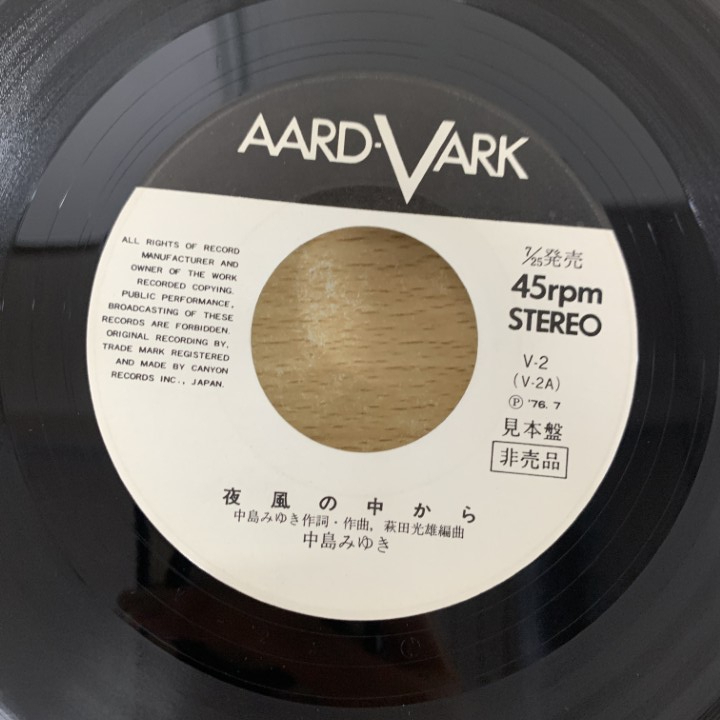 AARD-VARK
ALL RIGHTS OF RECORD
MANUFACTURER AND
OWNER OF THE WORK
RECORDED COPYING.
PUBLIC PERFORMANCE,
BROADCASTING OF THESE
RECORDS ARE FORBIDDEN.
ORIGINAL RECORDING BY,
TRADE MARK REGISTERED
AND MADE BY CANYON
RECORDS INC., JAPAN.
7/25発売
45rpm
STEREO
V-2
(V-2A)
Ⓟ '76.7
見本盤
非売品
夜風の中から
中島みゆき作詞・作曲, 萩田光雄編曲
中島みゆき